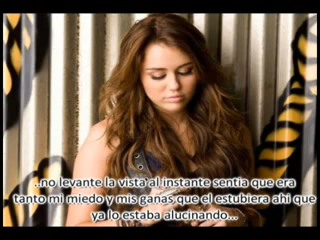 ..no levante la vista al instante sentia que era
tanto mi miedo y mis ganas que el estubiera ahi que
ya lo estaba alucinando...